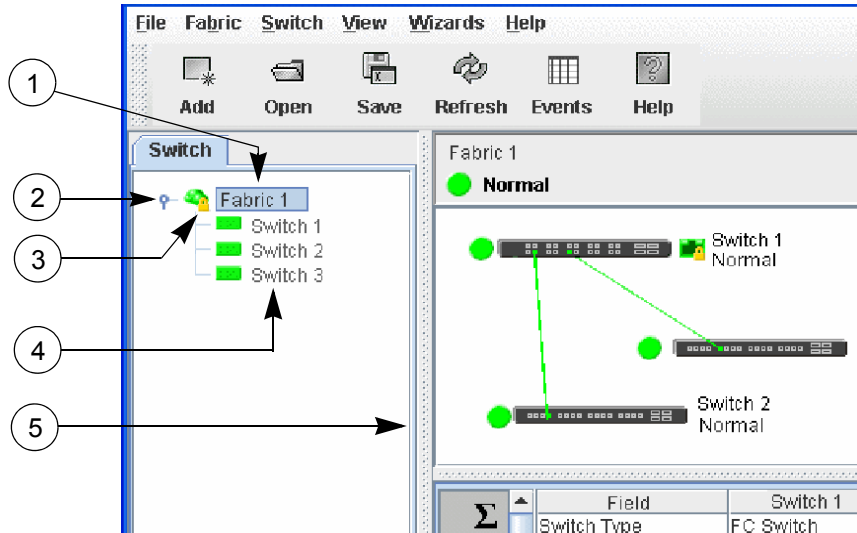 File Fabric Switch View Wizards Help
Add Open Save Refresh Events Help
1
2
3
4
5
Switch
Fabric 1
Switch 1
Switch 2
Switch 3
Fabric 1
Normal
Switch 1
Normal
Switch 2
Normal
Σ
Field Switch 1
Switch Type FC Switch